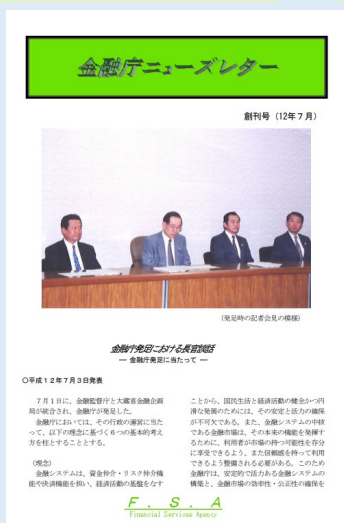 金融庁ニューズレター
創刊号（12年７月）
（発足時の記者会見の模様）
金融庁発足における長官談話
― 金融庁発足に当たって ―
○平成１２年７月３日発表
７月１日に、金融監督庁と大蔵省金融企画
局が統合され、金融庁が発足した。
金融庁においては、その行政の運営に当た
って、以下の理念に基づく６つの基本的考え
方を柱とすることとする。
（理念）
金融システムは、資金仲介・リスク仲介機
能や決済機能を担い、経済活動の基盤をなす
ことから、国民生活と経済活動の健全かつ円
滑な発展のためには、その安定と活力の確保
が不可欠である。また、金融システムの中核
である金融市場は、その本来の機能を発揮す
るために、利用者が市場の持つ可能性を存分
に享受できるよう、また信頼感を持って利用
できるよう整備される必要がある。このため
金融庁は、安定的で活力ある金融システムの
構築と、金融市場の効率性・公正性の確保を
F . S . A
Financial Services Agency